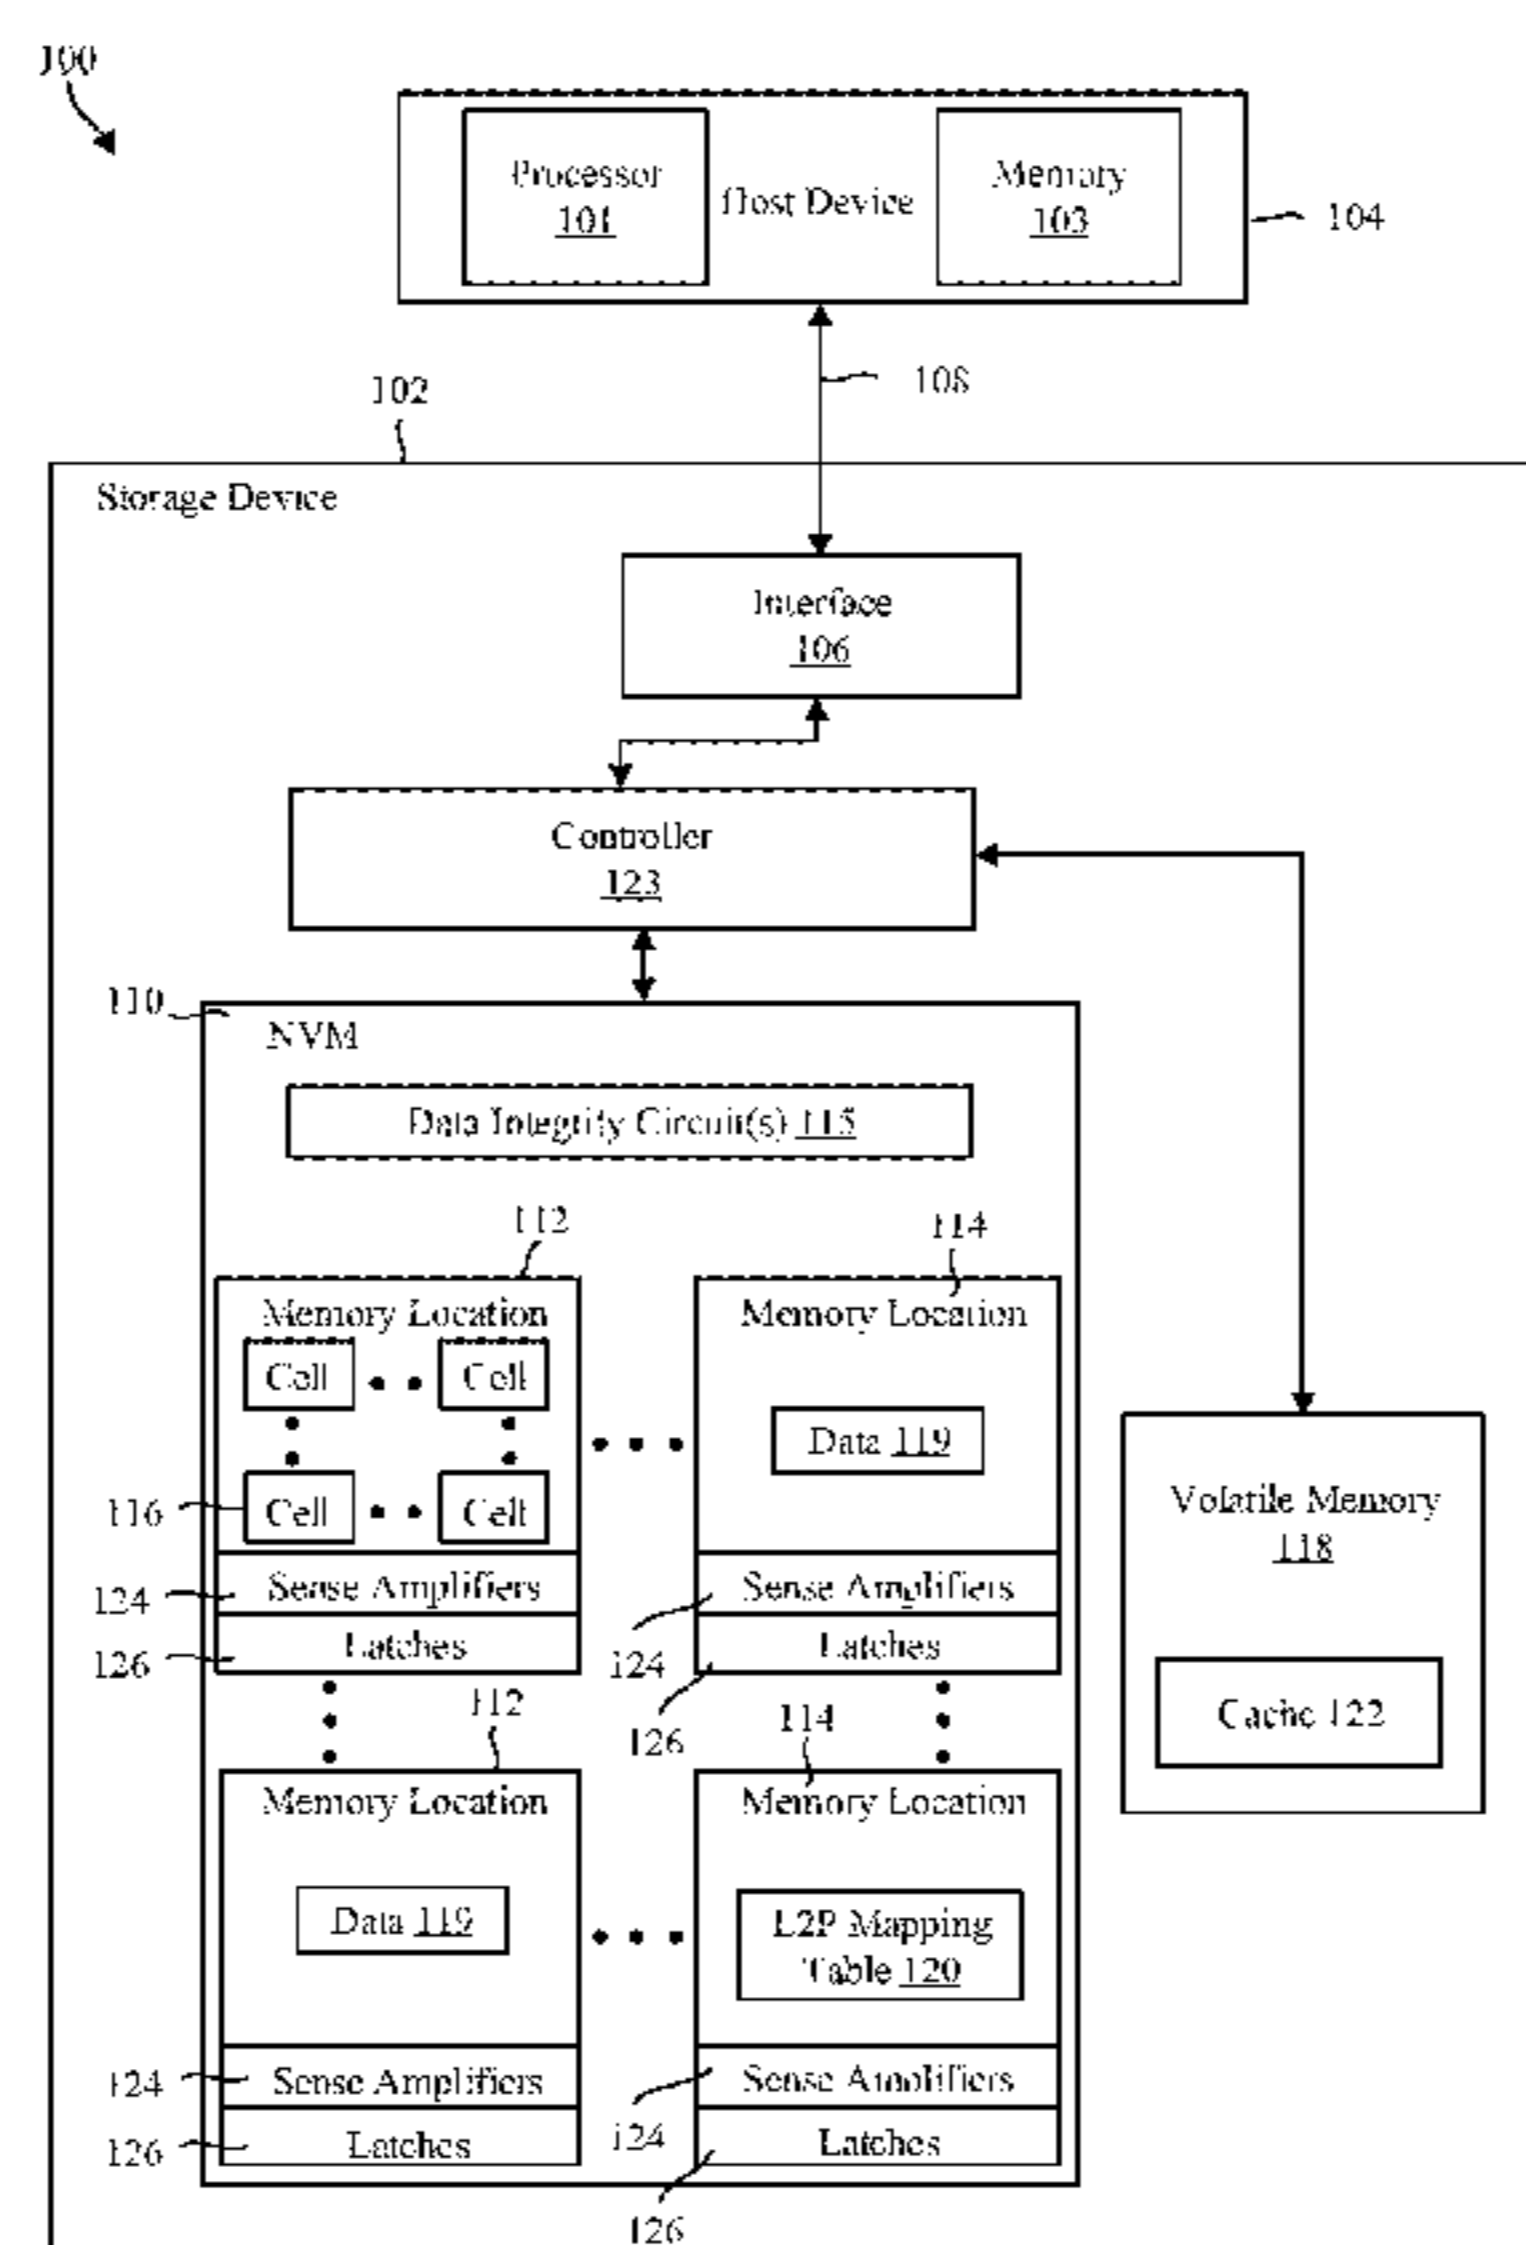 100
Processor
101
Host Device
Memory
103
104
108
102
Storage Device
Interface
106
Controller
123
110
NVM
Data Integrity Circuit(s) 115
112
114
Memory Location
Cell
Cell
Cell
Cell
116
Memory Location
Data 119
Sense Amplifiers
124
Latches
126
Sense Amplifiers
124
Latches
126
Volatile Memory
118
Cache 122
112
114
Memory Location
Data 119
Memory Location
L2P Mapping
Table 120
124
Sense Amplifiers
126
Latches
Sense Amplifiers
124
Latches
126